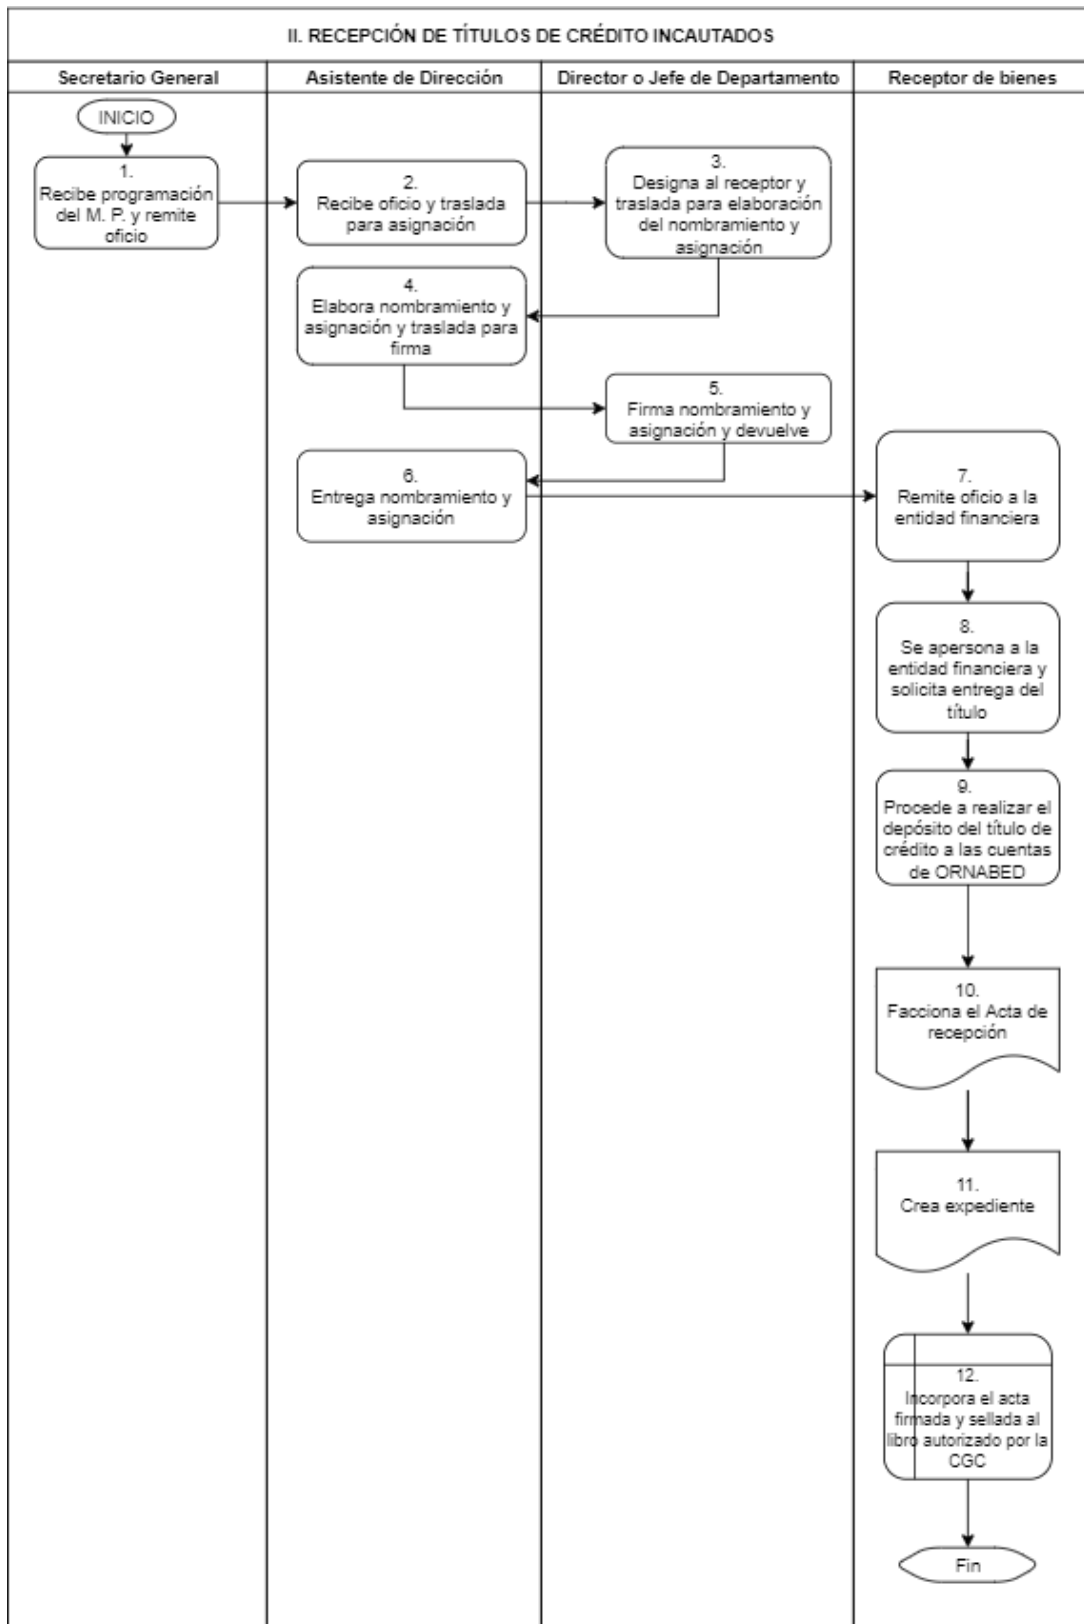 II. RECEPCIÓN DE TÍTULOS DE CRÉDITO INCAUTADOS
Secretario General
Asistente de Dirección
Director o Jefe de Departamento
Receptor de bienes
INICIO
1.
Recibe programación
del M. P. y remite
oficio
2.
Recibe oficio y traslada
para asignación
3.
Designa al receptor y
traslada para elaboración
del nombramiento y
asignación
4.
Elabora nombramiento y
asignación y traslada para
firma
5.
Firma nombramiento y
asignación y devuelve
6.
Entrega nombramiento y
asignación
7.
Remite oficio a la
entidad financiera
8.
Se apersona a la
entidad financiera y
solicita entrega del
título
9.
Procede a realizar el
depósito del título de
crédito a las cuentas
de ORNABED
10.
Facciona el Acta de
recepción
11.
Crea expediente
12.
Incorpora el acta
firmada y sellada al
libro autorizado por la
CGC
Fin